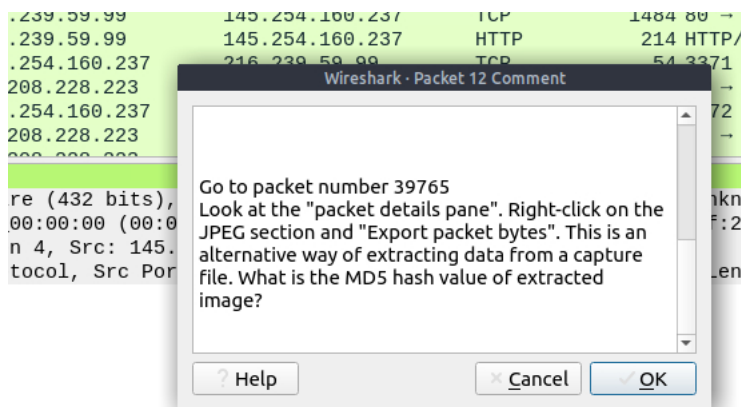 .239.59.99 145.254.160.237 TCP 1484 80 →
.239.59.99 145.254.160.237 HTTP 214 HTTP/
.254.160.237 216.239.59.99 TCP 54 3371
208.228.223 →
.254.160.237 72
208.228.223 →
Wireshark · Packet 12 Comment
Go to packet number 39765
Look at the "packet details pane". Right-click on the
JPEG section and "Export packet bytes". This is an
alternative way of extracting data from a capture
file. What is the MD5 hash value of extracted
image?
re (432 bits), nkn
00:00:00 (00:0 f:2
n 4, Src: 145.
tocol, Src Por en
? Help
× Cancel
OK